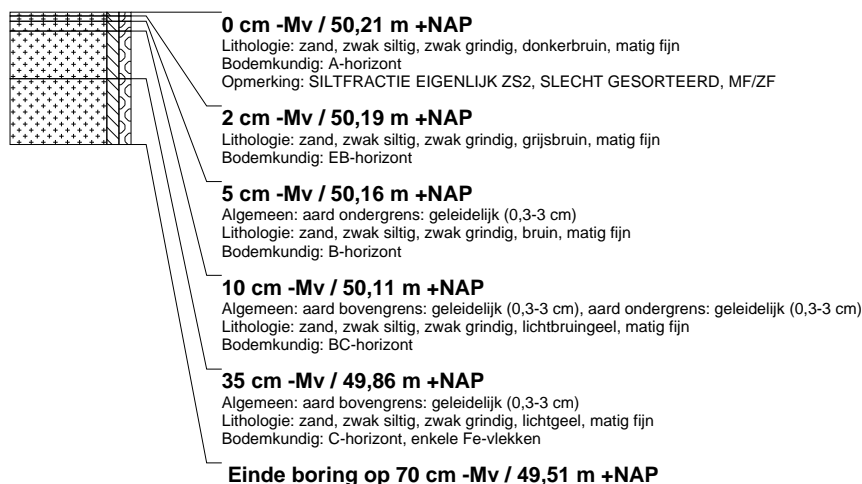 0 cm -Mv / 50,21 m +NAP
Lithologie: zand, zwak siltig, zwak grindig, donkerbruin, matig fijn
Bodemkundig: A-horizont
Opmerking: SILTFRACTIE EIGENLIJK ZS2, SLECHT GESORTEERD, MF/ZF
2 cm -Mv / 50,19 m +NAP
Lithologie: zand, zwak siltig, zwak grindig, grijsbruin, matig fijn
Bodemkundig: EB-horizont
5 cm -Mv / 50,16 m +NAP
Algemeen: aard ondergrens: geleidelijk (0,3-3 cm)
Lithologie: zand, zwak siltig, zwak grindig, bruin, matig fijn
Bodemkundig: B-horizont
10 cm -Mv / 50,11 m +NAP
Algemeen: aard bovengrens: geleidelijk (0,3-3 cm), aard ondergrens: geleidelijk (0,3-3 cm)
Lithologie: zand, zwak siltig, zwak grindig, lichtbruingeel, matig fijn
Bodemkundig: BC-horizont
35 cm -Mv / 49,86 m +NAP
Algemeen: aard bovengrens: geleidelijk (0,3-3 cm)
Lithologie: zand, zwak siltig, zwak grindig, lichtgeel, matig fijn
Bodemkundig: C-horizont, enkele Fe-vlekken
Einde boring op 70 cm -Mv / 49,51 m +NAP